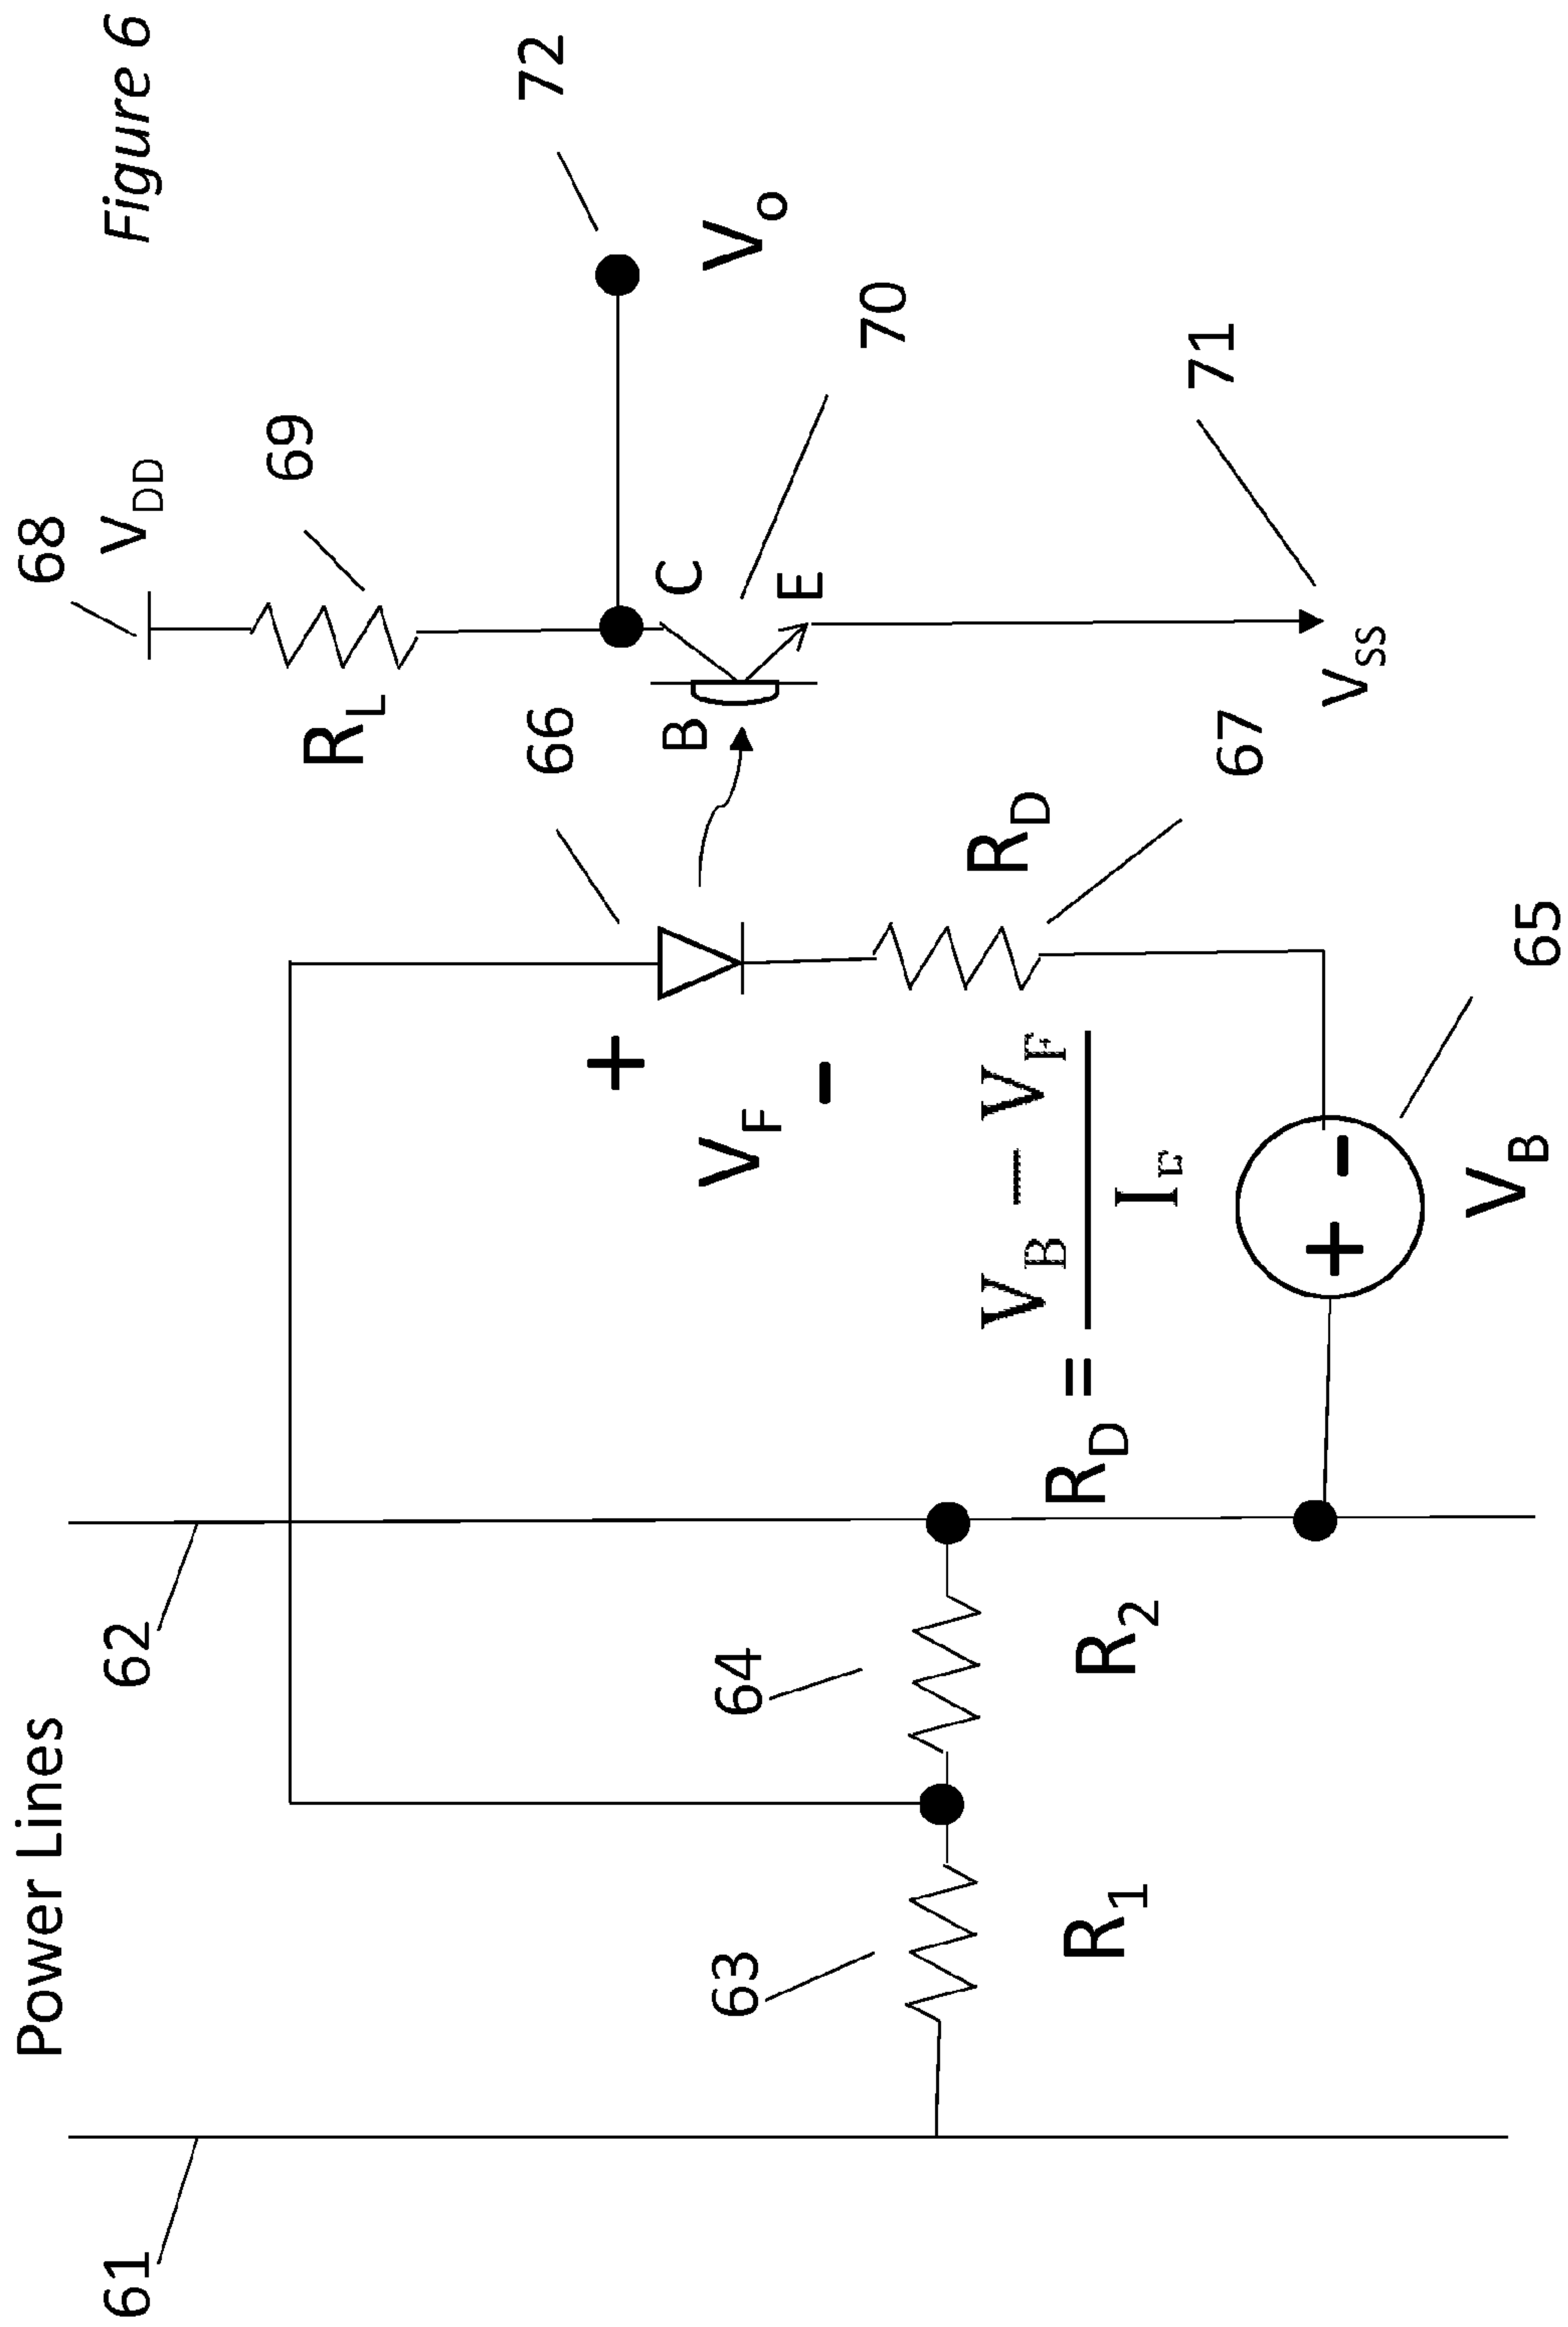 Figure 6
Power Lines
61
62
63
R1
64
R2
65
VB
+
-
66
+
VF
-
67
RD
RD = VB − VF
68
VDD
69
RL
70
B
C
E
71
VSS
72
Vo